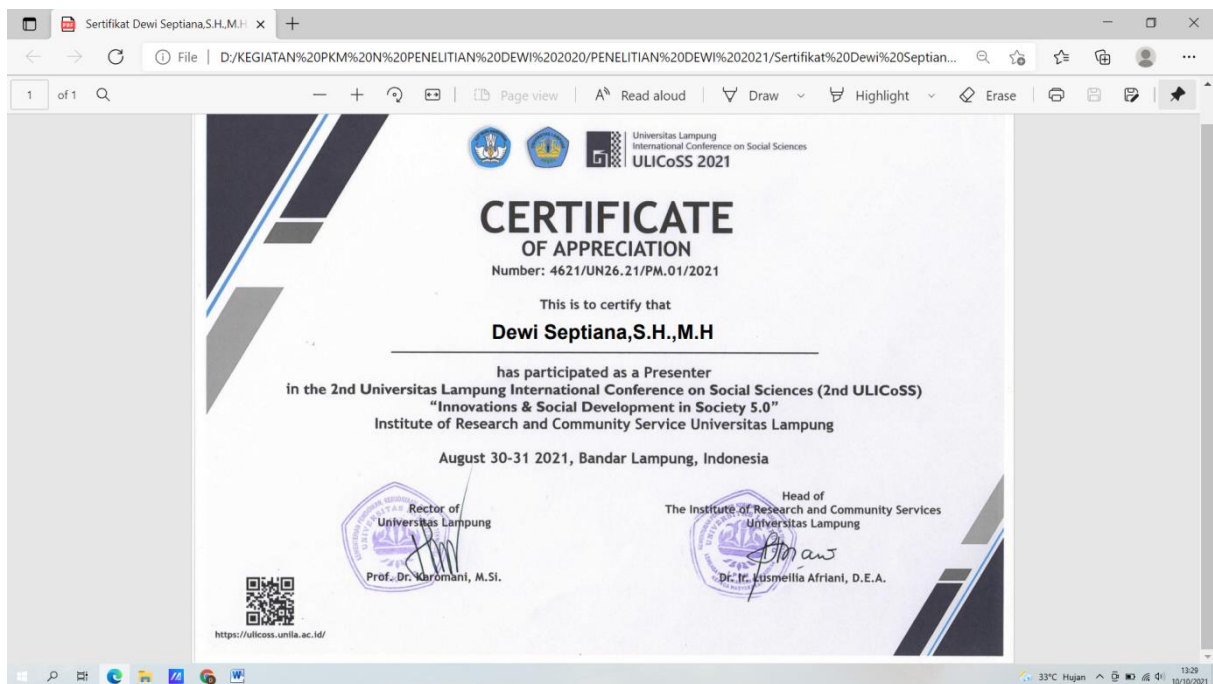 Sertifikat Dewi Septiana,S.H.,M.H
File | D:/KEGIATAN%20PKM%20N%20PENELITIAN%20DEWI%202020/PENELITIAN%20DEWI%202021/Sertifikat%20Dewi%20Septian...
1 of 1 Page view Read aloud Draw Highlight Erase
Universitas Lampung
International Conference on Social Sciences
ULICoSS 2021
CERTIFICATE
OF APPRECIATION
Number: 4621/UN26.21/PM.01/2021
This is to certify that
Dewi Septiana,S.H.,M.H
has participated as a Presenter
in the 2nd Universitas Lampung International Conference on Social Sciences (2nd ULICoSS)
"Innovations & Social Development in Society 5.0"
Institute of Research and Community Service Universitas Lampung
August 30-31 2021, Bandar Lampung, Indonesia
Rector of
Universitas Lampung
Prof. Dr. Karomani, M.Si.
Head of
The Institute of Research and Community Services
Universitas Lampung
Dr. Ir. Lusmeilia Afriani, D.E.A.
https://ulicoss.unila.ac.id/
33°C Hujan
13:29
10/10/2021